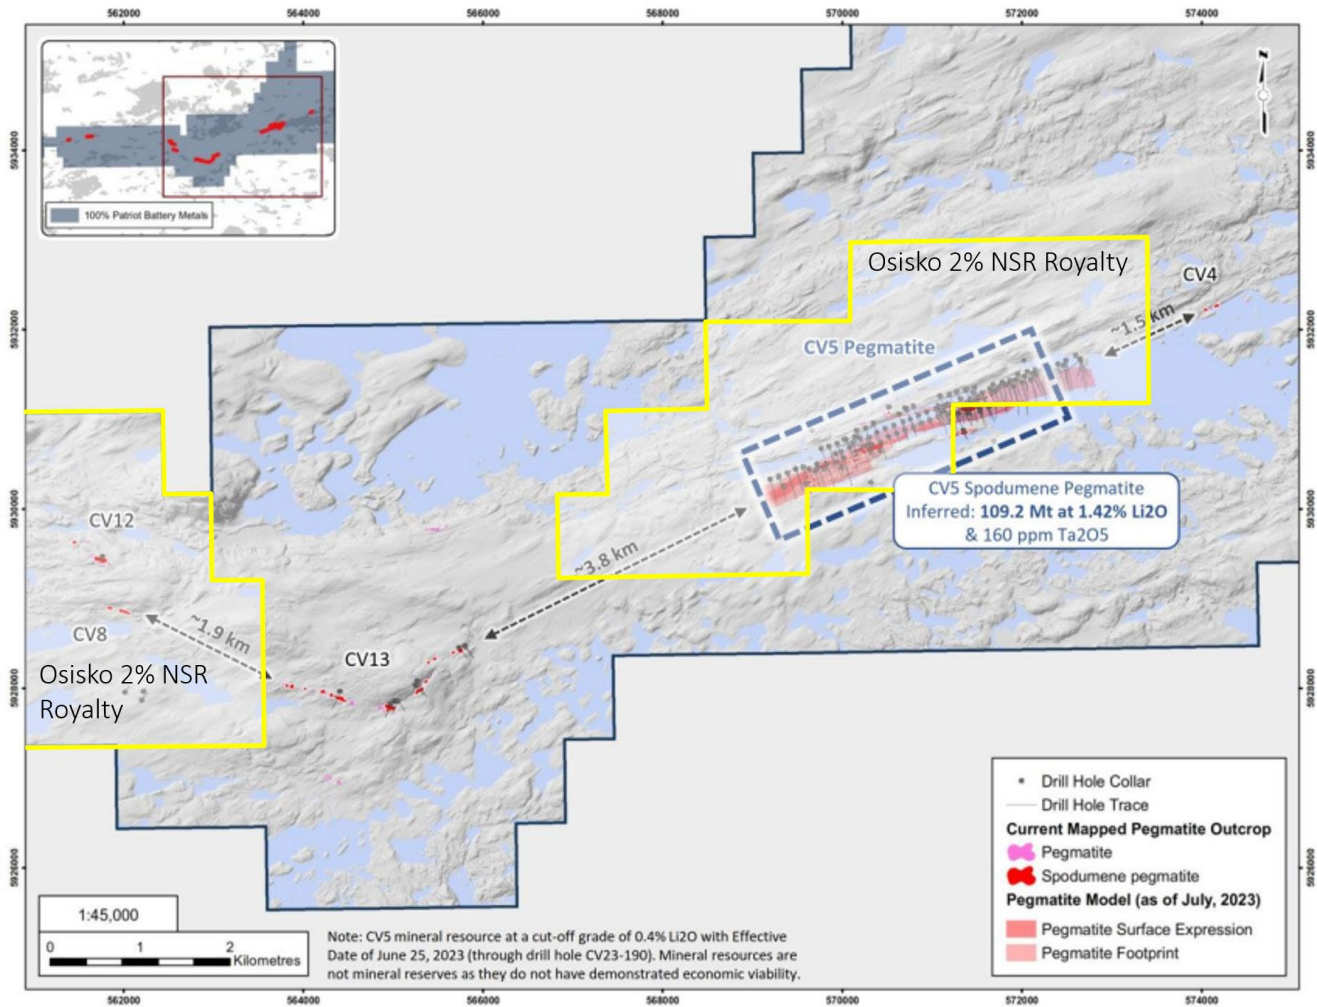 562000
564000
566000
568000
570000
572000
574000
5934000
5932000
5930000
5928000
5926000
5934000
5932000
5930000
5928000
5926000
100% Patriot Battery Metals
N
Osisko 2% NSR Royalty
CV4
~1.5 km
CV5 Pegmatite
CV5 Spodumene Pegmatite
Inferred: 109.2 Mt at 1.42% Li2O
& 160 ppm Ta2O5
~3.8 km
CV12
CV8
~1.9 km
CV13
Osisko 2% NSR
Royalty
Drill Hole Collar
Drill Hole Trace
Current Mapped Pegmatite Outcrop
Pegmatite
Spodumene pegmatite
Pegmatite Model (as of July, 2023)
Pegmatite Surface Expression
Pegmatite Footprint
1:45,000
0 1 2
Kilometres
Note: CV5 mineral resource at a cut-off grade of 0.4% Li2O with Effective
Date of June 25, 2023 (through drill hole CV23-190). Mineral resources are
not mineral reserves as they do not have demonstrated economic viability.
562000
564000
566000
568000
570000
572000
574000